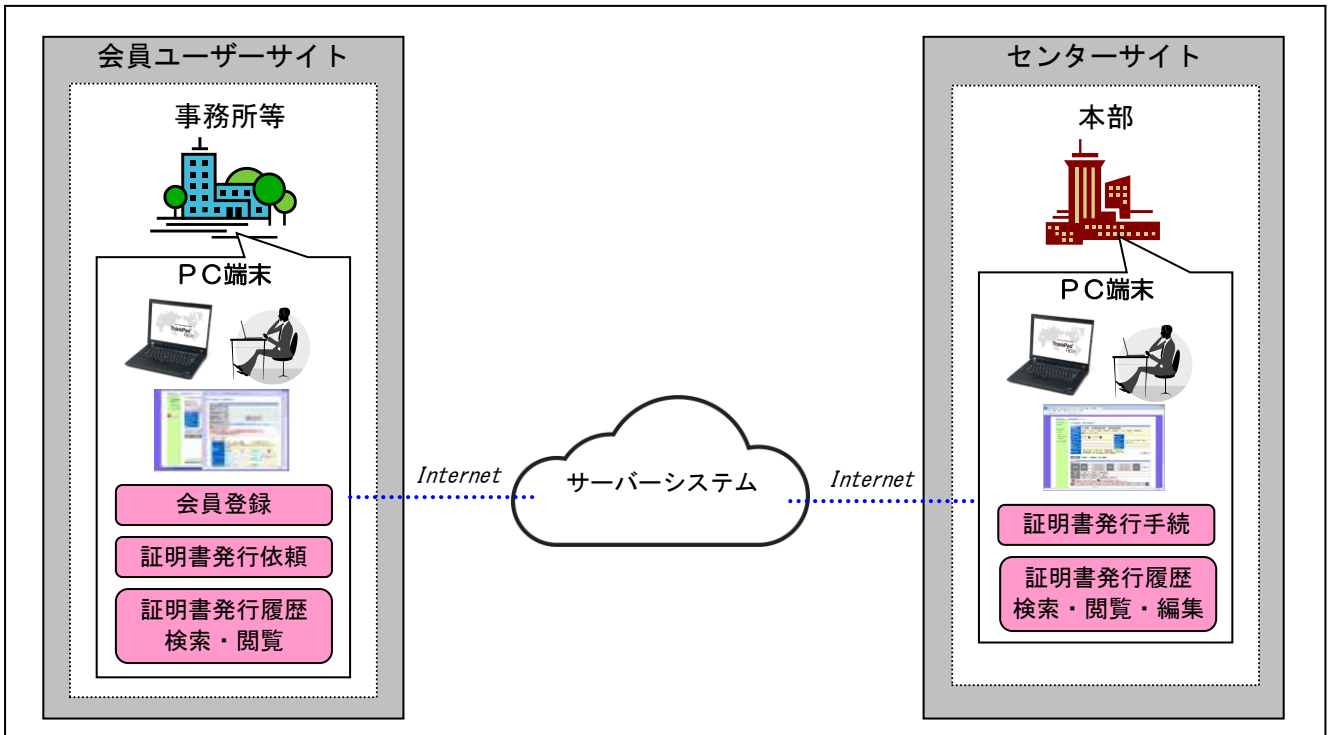 会員ユーザーサイト
事務所等
ＰＣ端末
ThinkPad
会員登録
証明書発行依頼
証明書発行履歴
検索・閲覧
Internet
サーバーシステム
Internet
センターサイト
本部
ＰＣ端末
ThinkPad
証明書発行手続
証明書発行履歴
検索・閲覧・編集